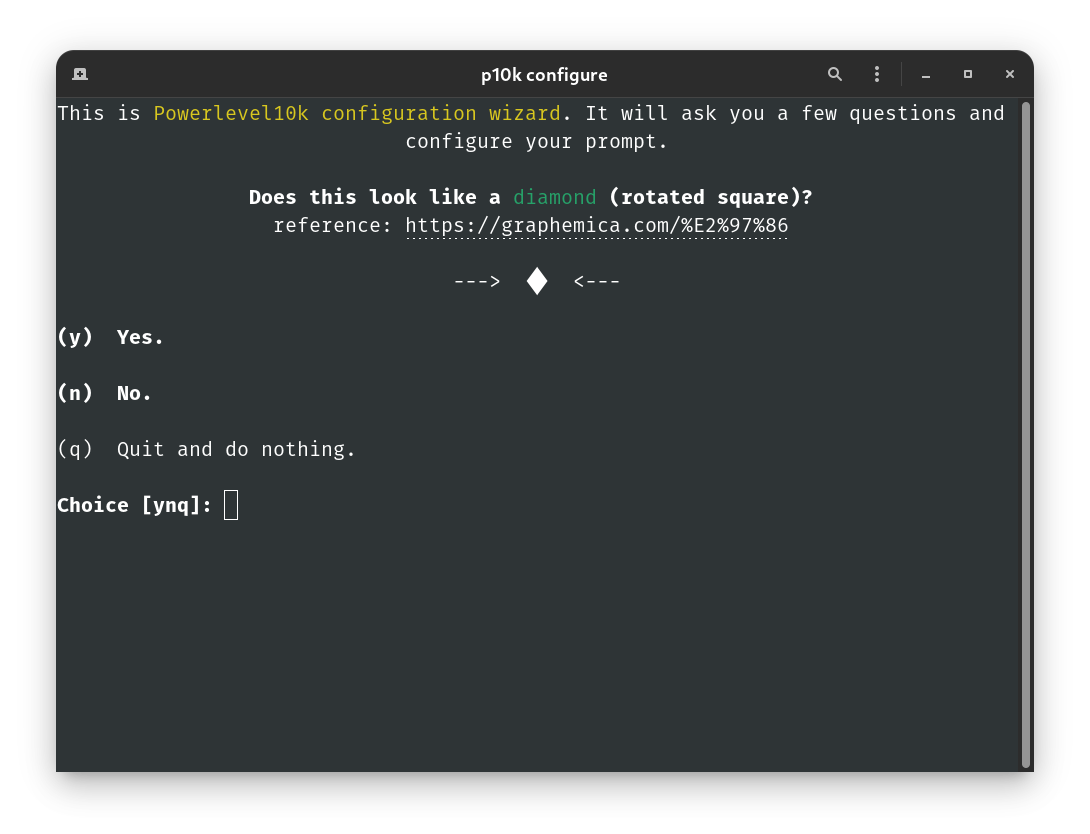 p10k configure
This is Powerlevel10k configuration wizard. It will ask you a few questions and
configure your prompt.
Does this look like a diamond (rotated square)?
reference: https://graphemica.com/%E2%97%86
---> ◆ <---
(y) Yes.
(n) No.
(q) Quit and do nothing.
Choice [ynq]: